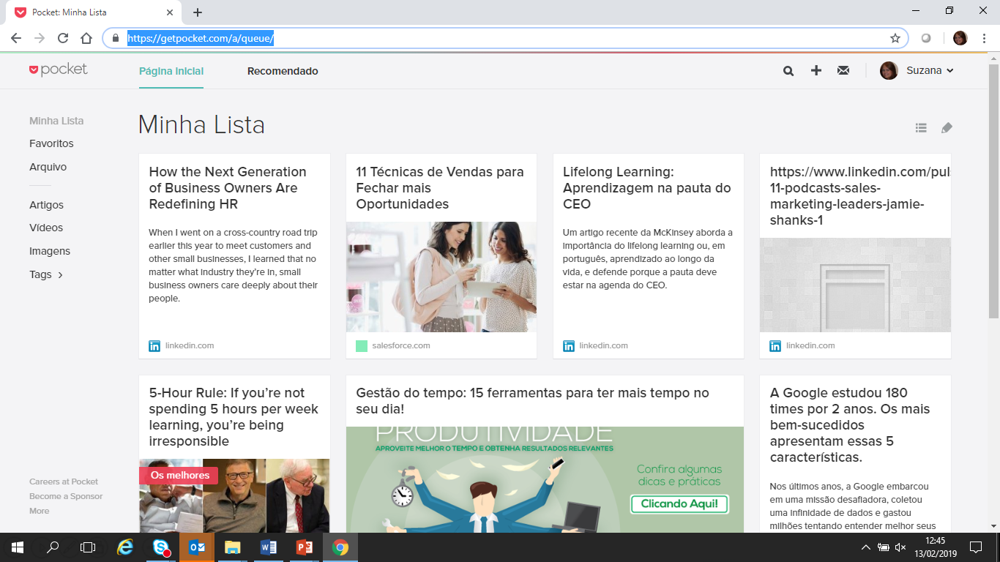 Pocket: Minha Lista
https://getpocket.com/a/queue/
pocket
Página inicial
Recomendado
Suzana
Minha Lista
Favoritos
Arquivo
Artigos
Vídeos
Imagens
Tags
Minha Lista
How the Next Generation
of Business Owners Are
Redefining HR
When I went on a cross-country road trip
earlier this year to meet customers and
other small businesses, I learned that no
matter what industry they're in, small
business owners care deeply about their
people.
linkedin.com
11 Técnicas de Vendas para
Fechar mais
Oportunidades
salesforce.com
Lifelong Learning:
Aprendizagem na pauta do
CEO
Um artigo recente da McKinsey aborda a
importância do lifelong learning ou, em
português, aprendizado ao longo da
vida, e defende porque a pauta deve
estar na agenda do CEO.
linkedin.com
https://www.linkedin.com/puls
11-podcasts-sales-
marketing-leaders-jamie-
shanks-1
linkedin.com
5-Hour Rule: If you're not
spending 5 hours per week
learning, you're being
irresponsible
Os melhores
Gestão do tempo: 15 ferramentas para ter mais tempo no
seu dia!
PRODUTIVIDADE
APROVEITE MELHOR O TEMPO E OBTENHA RESULTADOS RELEVANTES
Confira algumas
dicas e práticas
Clicando Aqui!
A Google estudou 180
times por 2 anos. Os mais
bem-sucedidos
apresentam essas 5
características.
Nos últimos anos, a Google embarcou
em uma missão desafiadora, coletou
uma infinidade de dados e gastou
milhões tentando entender melhor seus
Careers at Pocket
Become a Sponsor
More
12:45
13/02/2019